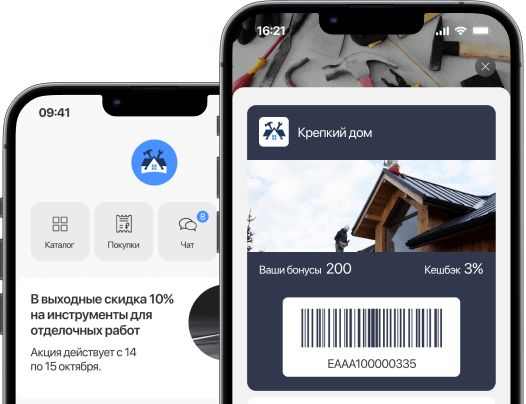 09:41
Каталог
Покупки
Чат
8
В выходные скидка 10%
на инструменты для
отделочных работ
Акция действует с 14
по 15 октября.
16:21
Крепкий дом
Ваши бонусы 200
Кешбэк 3%
EAAA100000335